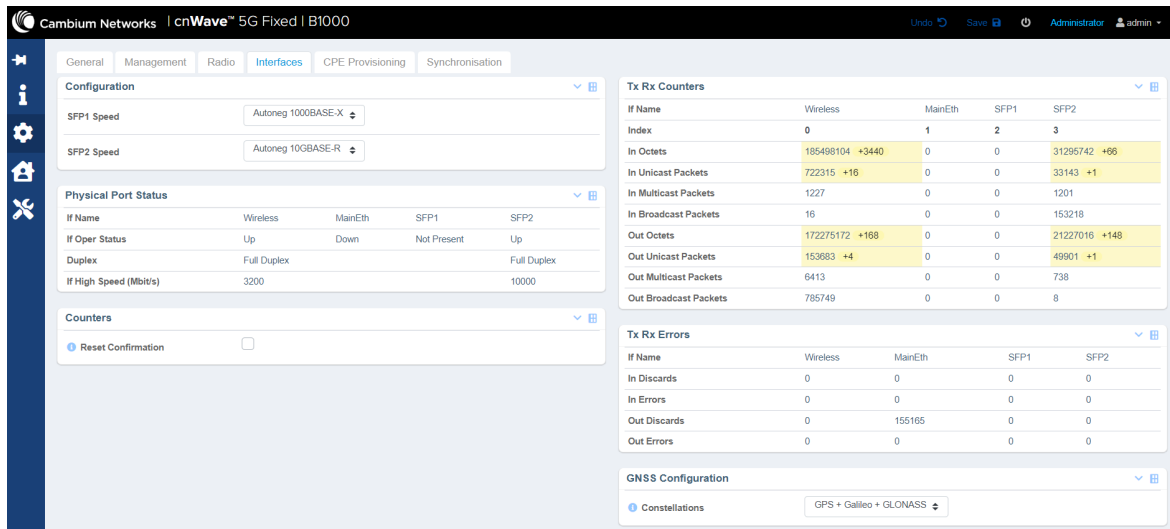 Cambium Networks | cnWave™ 5G Fixed | B1000
Undo Save Administrator admin
General Management Radio Interfaces CPE Provisioning Synchronisation
Configuration
SFP1 Speed Autoneg 1000BASE-X
SFP2 Speed Autoneg 10GBASE-R
Physical Port Status
If Name Wireless MainEth SFP1 SFP2
If Oper Status Up Down Not Present Up
Duplex Full Duplex Full Duplex
If High Speed (Mbit/s) 3200 10000
Counters
Reset Confirmation
Tx Rx Counters
If Name Wireless MainEth SFP1 SFP2
Index 0 1 2 3
In Octets 185498104 +3440 0 0 31295742 +66
In Unicast Packets 722315 +16 0 0 33143 +1
In Multicast Packets 1227 0 0 1201
In Broadcast Packets 16 0 0 153218
Out Octets 172275172 +168 0 0 21227016 +148
Out Unicast Packets 153683 +4 0 0 49901 +1
Out Multicast Packets 6413 0 0 738
Out Broadcast Packets 785749 0 0 8
Tx Rx Errors
If Name Wireless MainEth SFP1 SFP2
In Discards 0 0 0 0
In Errors 0 0 0 0
Out Discards 0 155165 0 0
Out Errors 0 0 0 0
GNSS Configuration
Constellations GPS + Galileo + GLONASS